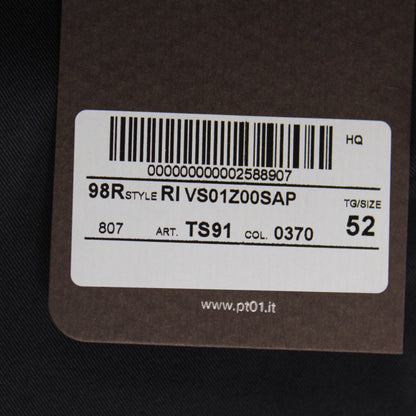 HQ
000000000002588907
98R STYLE RI VS01Z00SAP
TG/SIZE
807 ART. TS91 COL. 0370 52
www.pt01.it